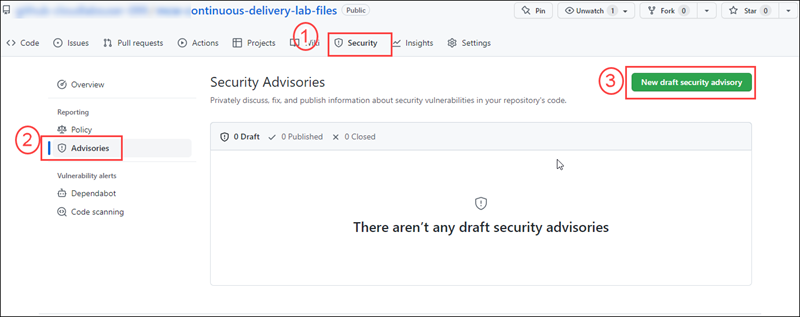 ontinuous-delivery-lab-files Public Pin Unwatch 1 Fork 0 Star 0
Code Issues Pull requests Actions Projects Wiki 1 Security Insights Settings
Overview
Reporting
Policy
2 Advisories
Vulnerability alerts
Dependabot
Code scanning
Security Advisories
3 New draft security advisory
Privately discuss, fix, and publish information about security vulnerabilities in your repository's code.
0 Draft 0 Published 0 Closed
There aren't any draft security advisories